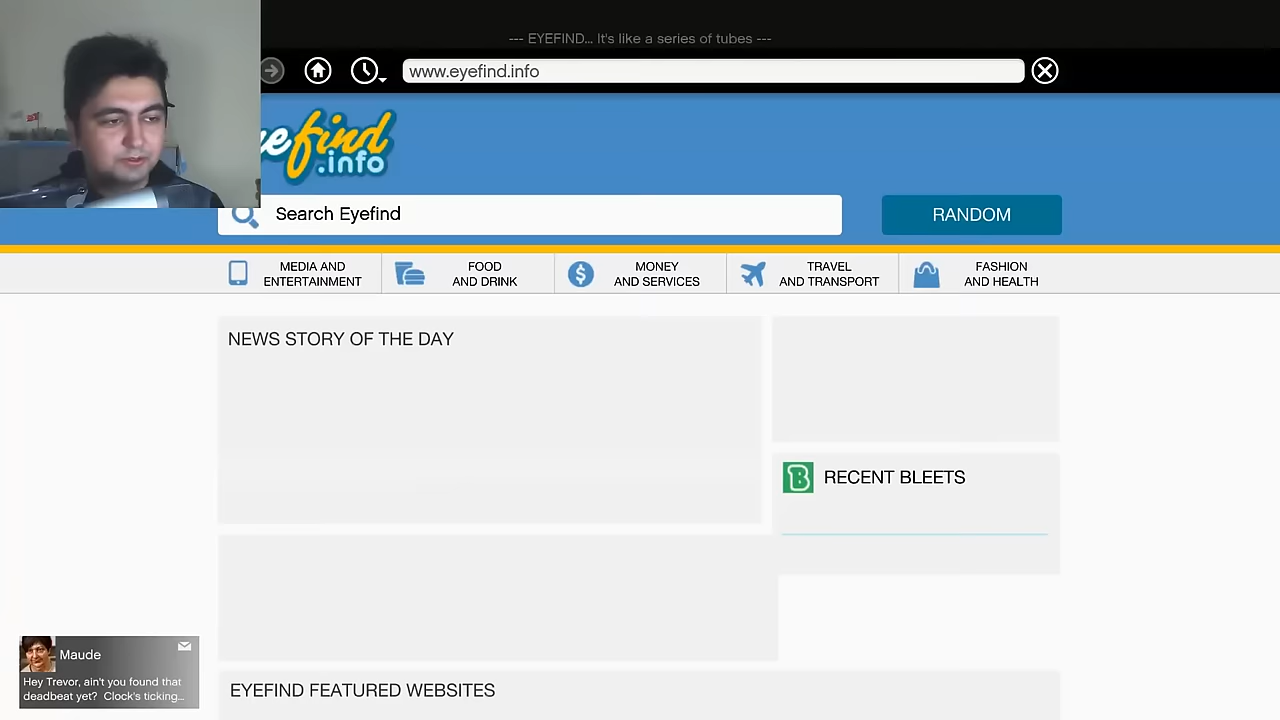 --- EYEFIND... It's like a series of tubes ---
www.eyefind.info
efind
.info
Search Eyefind
RANDOM
MEDIA AND
ENTERTAINMENT
FOOD
AND DRINK
MONEY
AND SERVICES
TRAVEL
AND TRANSPORT
FASHION
AND HEALTH
NEWS STORY OF THE DAY
B RECENT BLEETS
Maude
Hey Trevor, ain't you found that
deadbeat yet? Clock's ticking...
EYEFIND FEATURED WEBSITES